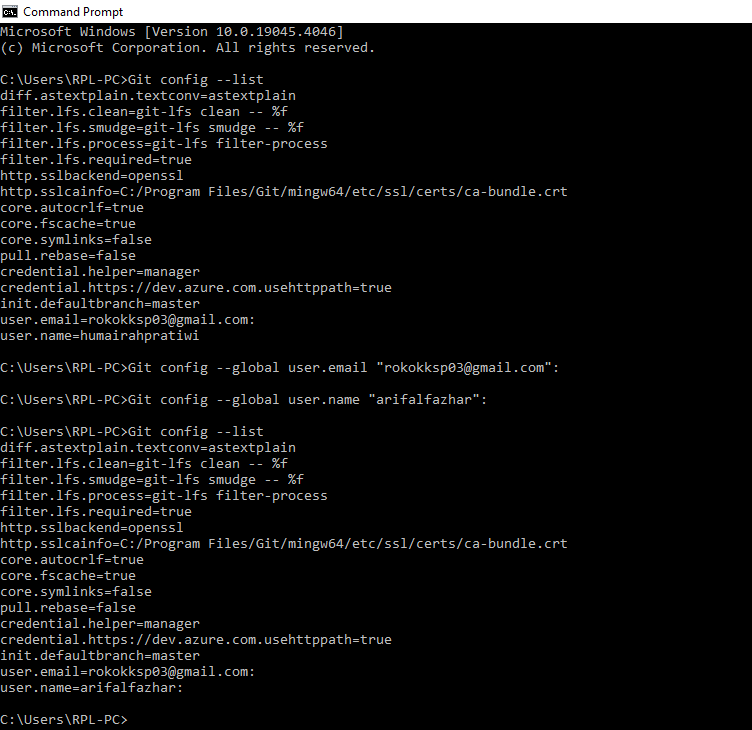 Command Prompt
Microsoft Windows [Version 10.0.19045.4046]
(c) Microsoft Corporation. All rights reserved.
C:\Users\RPL-PC>Git config --list
diff.astextplain.textconv=astextplain
filter.lfs.clean=git-lfs clean -- %f
filter.lfs.smudge=git-lfs smudge -- %f
filter.lfs.process=git-lfs filter-process
filter.lfs.required=true
http.sslbackend=openssl
http.sslcainfo=C:/Program Files/Git/mingw64/etc/ssl/certs/ca-bundle.crt
core.autocrlf=true
core.fscache=true
core.symlinks=false
pull.rebase=false
credential.helper=manager
credential.https://dev.azure.com.usehttppath=true
init.defaultbranch=master
user.email=rokokksp03@gmail.com:
user.name=humairahpratiwi
C:\Users\RPL-PC>Git config --global user.email "rokokksp03@gmail.com":
C:\Users\RPL-PC>Git config --global user.name "arifalfazhar":
C:\Users\RPL-PC>Git config --list
diff.astextplain.textconv=astextplain
filter.lfs.clean=git-lfs clean -- %f
filter.lfs.smudge=git-lfs smudge -- %f
filter.lfs.process=git-lfs filter-process
filter.lfs.required=true
http.sslbackend=openssl
http.sslcainfo=C:/Program Files/Git/mingw64/etc/ssl/certs/ca-bundle.crt
core.autocrlf=true
core.fscache=true
core.symlinks=false
pull.rebase=false
credential.helper=manager
credential.https://dev.azure.com.usehttppath=true
init.defaultbranch=master
user.email=rokokksp03@gmail.com:
user.name=arifalfazhar:
C:\Users\RPL-PC>